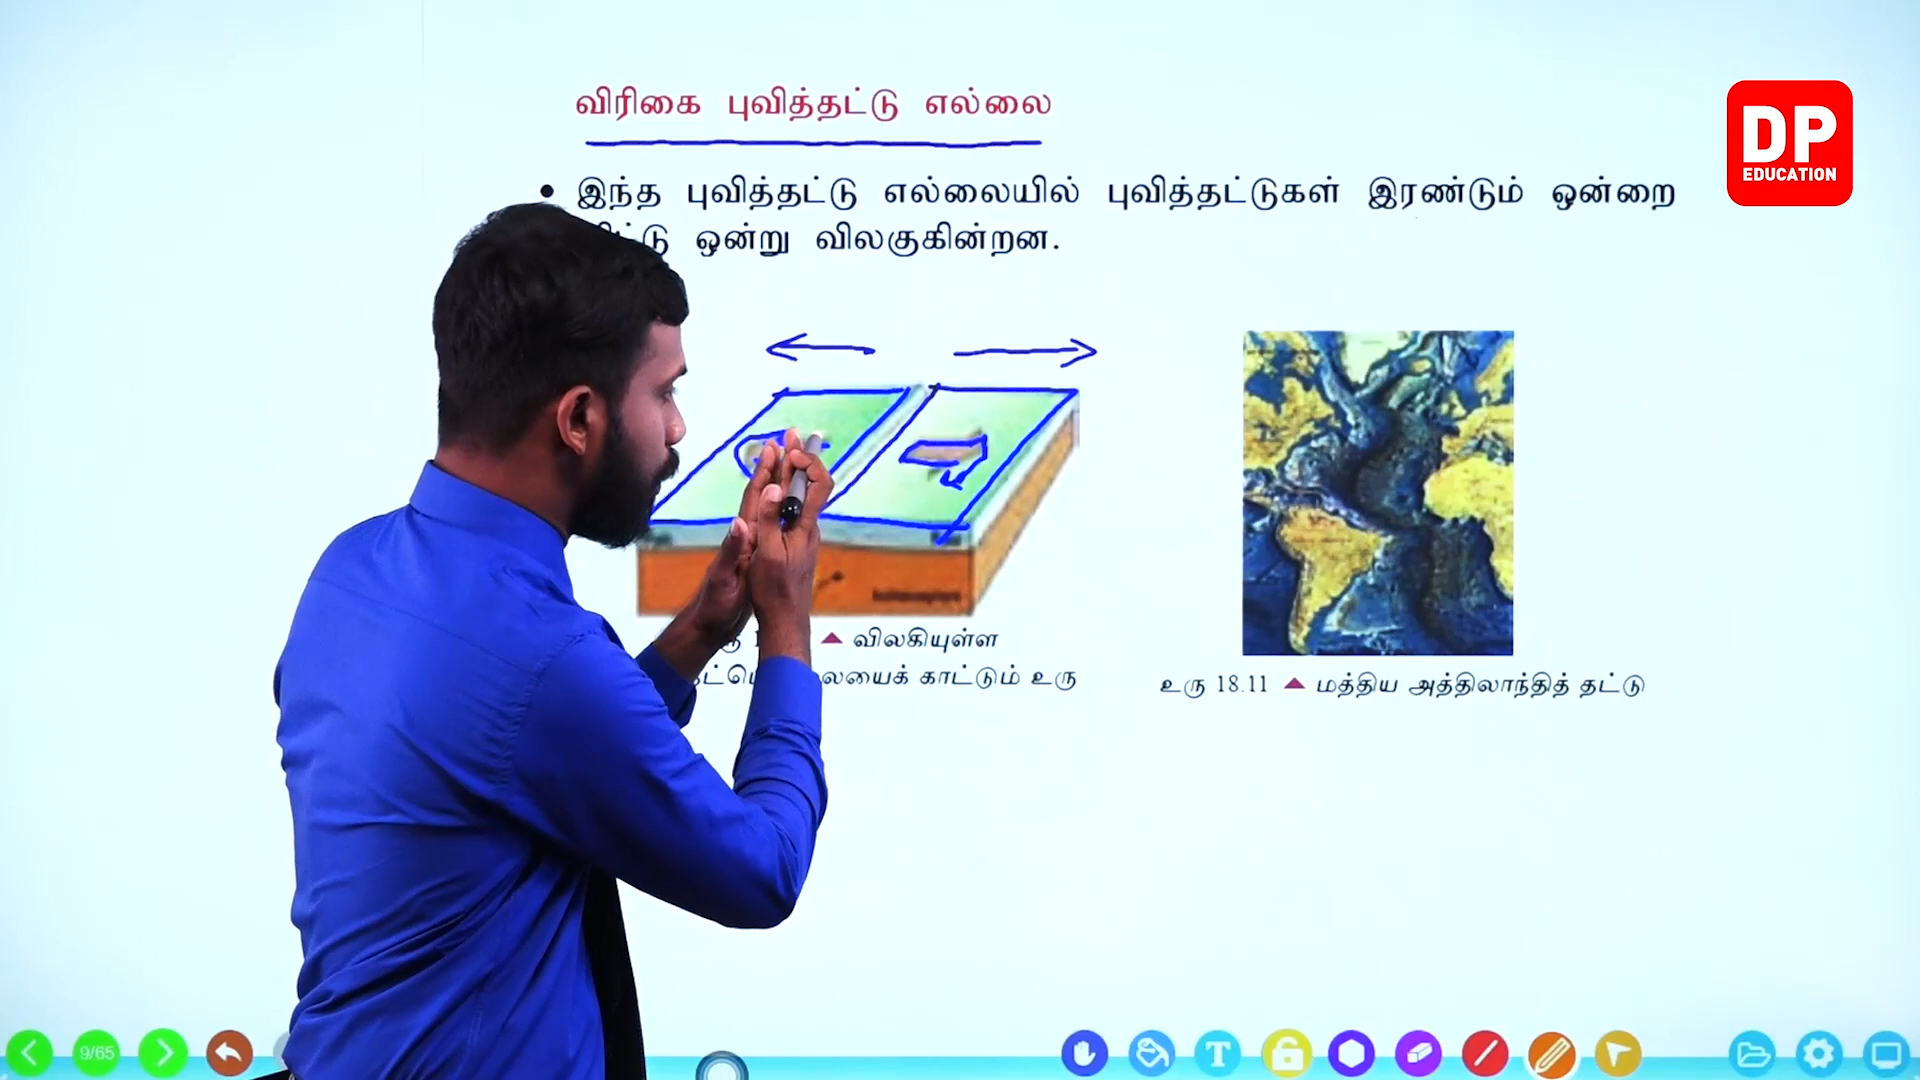 விரிகை புவித்தட்டு எல்லை
DP
EDUCATION
• இந்த புவித்தட்டு எல்லையில் புவித்தட்டுகள் இரண்டும் ஒன்றை
ஒன்று விலகுகின்றன.
▲ விலகியுள்ள
காட்டும் உரு
உரு 18.11 ▲ மத்திய அத்திலாந்தித் தட்டு
9/65
T